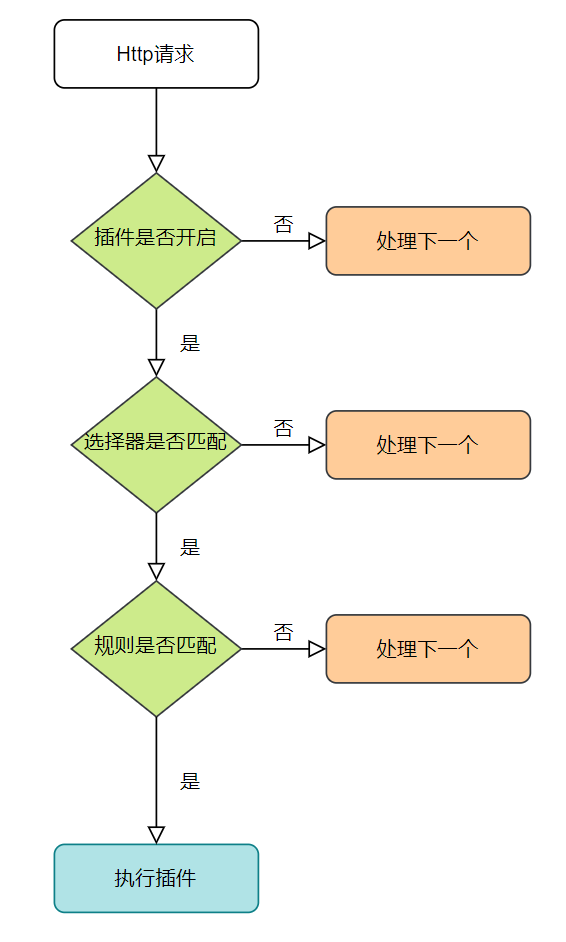 Http请求
插件是否开启
否
处理下一个
是
选择器是否匹配
否
处理下一个
是
规则是否匹配
否
处理下一个
是
执行插件